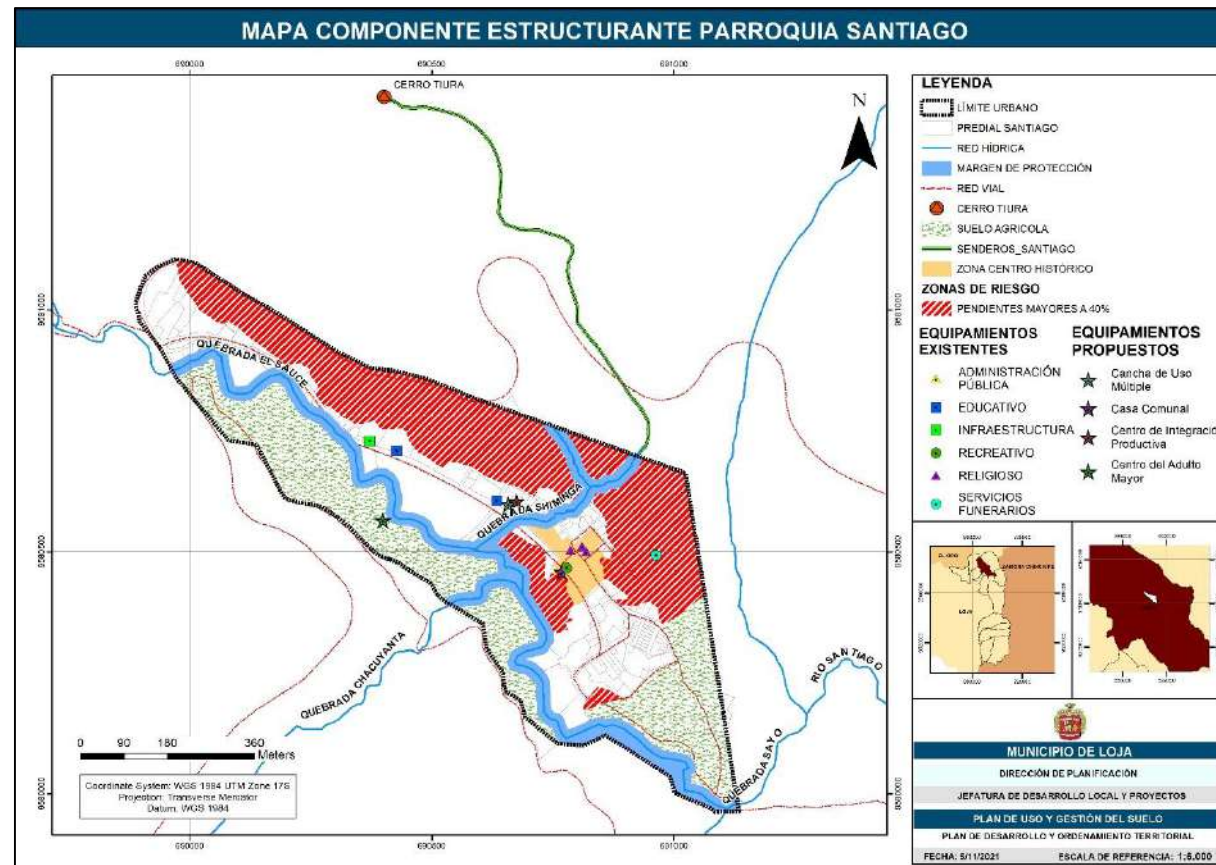 MAPA COMPONENTE ESTRUCTURANTE PARROQUIA SANTIAGO
690500
691000
CERRO TIURA
N
QUEBRADA EL SAUCE
QUEBRADA SHIMINGA
QUEBRADA CHACUYANTA
RIO SANTIAGO
QUEBRADA SAYO
0 90 180 360
Meters
Coordinate System: WGS 1984 UTM Zone 17S
Projection: Transverse Mercator
Datum: WGS 1984
690500
691000
LEYENDA
LÍMITE URBANO
PREDIAL SANTIAGO
RED HÍDRICA
MARGEN DE PROTECCIÓN
RED VIAL
CERRO TIURA
SUELO AGRICOLA
SENDEROS_SANTIAGO
ZONA CENTRO HISTÓRICO
ZONAS DE RIESGO
PENDIENTES MAYORES A 40%
EQUIPAMIENTOS
EXISTENTES
ADMINISTRACIÓN
PÚBLICA
EDUCATIVO
INFRAESTRUCTURA
RECREATIVO
RELIGIOSO
SERVICIOS
FUNERARIOS
EQUIPAMIENTOS
PROPUESTOS
Cancha de Uso
Múltiple
Casa Comunal
Centro de Integració
Productiva
Centro del Adulto
Mayor
LOJA
MUNICIPIO DE LOJA
DIRECCIÓN DE PLANIFICACIÓN
JEFATURA DE DESARROLLO LOCAL Y PROYECTOS
PLAN DE USO Y GESTIÓN DEL SUELO
PLAN DE DESARROLLO Y ORDENAMIENTO TERRITORIAL
FECHA: 5/11/2021 ESCALA DE REFERENCIA: 1:5.000